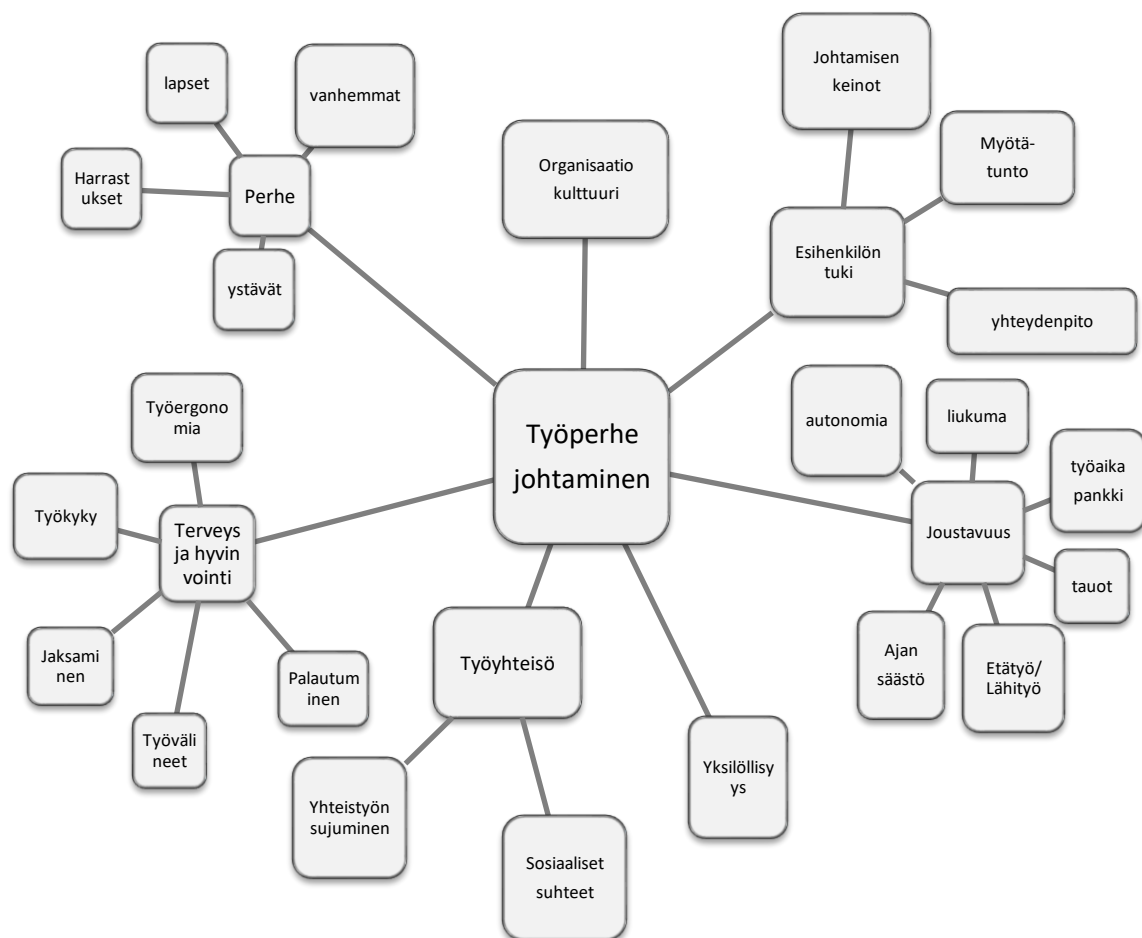 lapset
vanhemmat
Harrast
ukset
Perhe
ystävät
Organisaatio
kulttuuri
Johtamisen
keinot
Myötä-
tunto
Esihenkilön
tuki
yhteydenpito
Työperhe
johtaminen
autonomia
liukuma
työaika
pankki
Joustavuus
tauot
Ajan
säästö
Etätyö/
Lähityö
Työergono
mia
Työkyky
Terveys
ja hyvin
vointi
Jaksami
nen
Työväli
neet
Palautum
inen
Työyhteisö
Yhteistyön
sujuminen
Sosiaaliset
suhteet
Yksilöllisy
ys